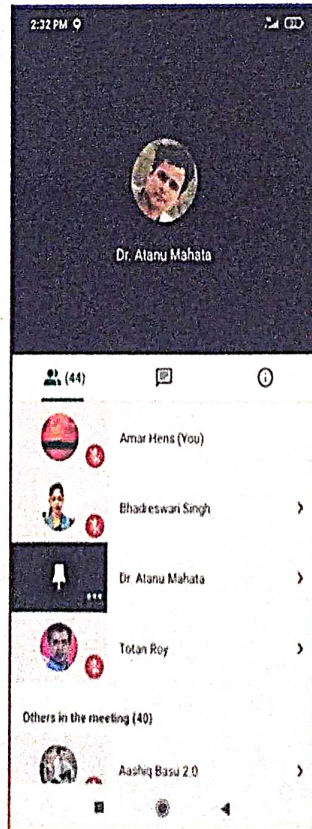 2:32 PM
Dr. Atanu Mahata
(44)
Amar Hens (You)
Bhadreswari Singh
Dr. Atanu Mahata
Totan Roy
Others in the meeting (40)
Aashiq Basu 2.0